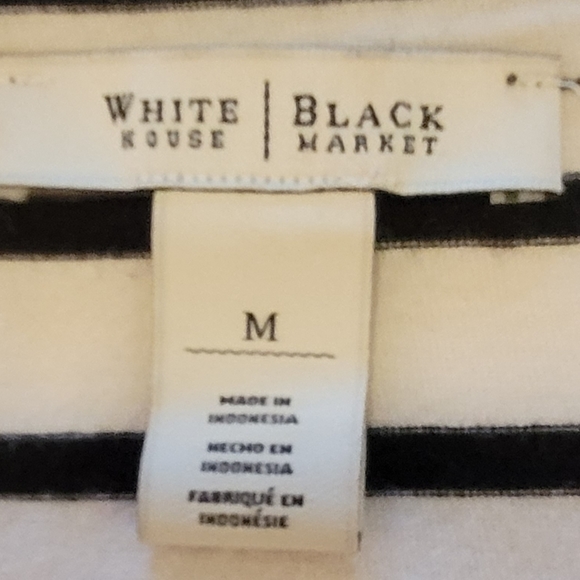 WHITE | BLACK
HOUSE MARKET
M
MADE IN
INDONESIA
HECHO EN
INDONESIA
FABRIQUÉ EN
INDONÉSIE